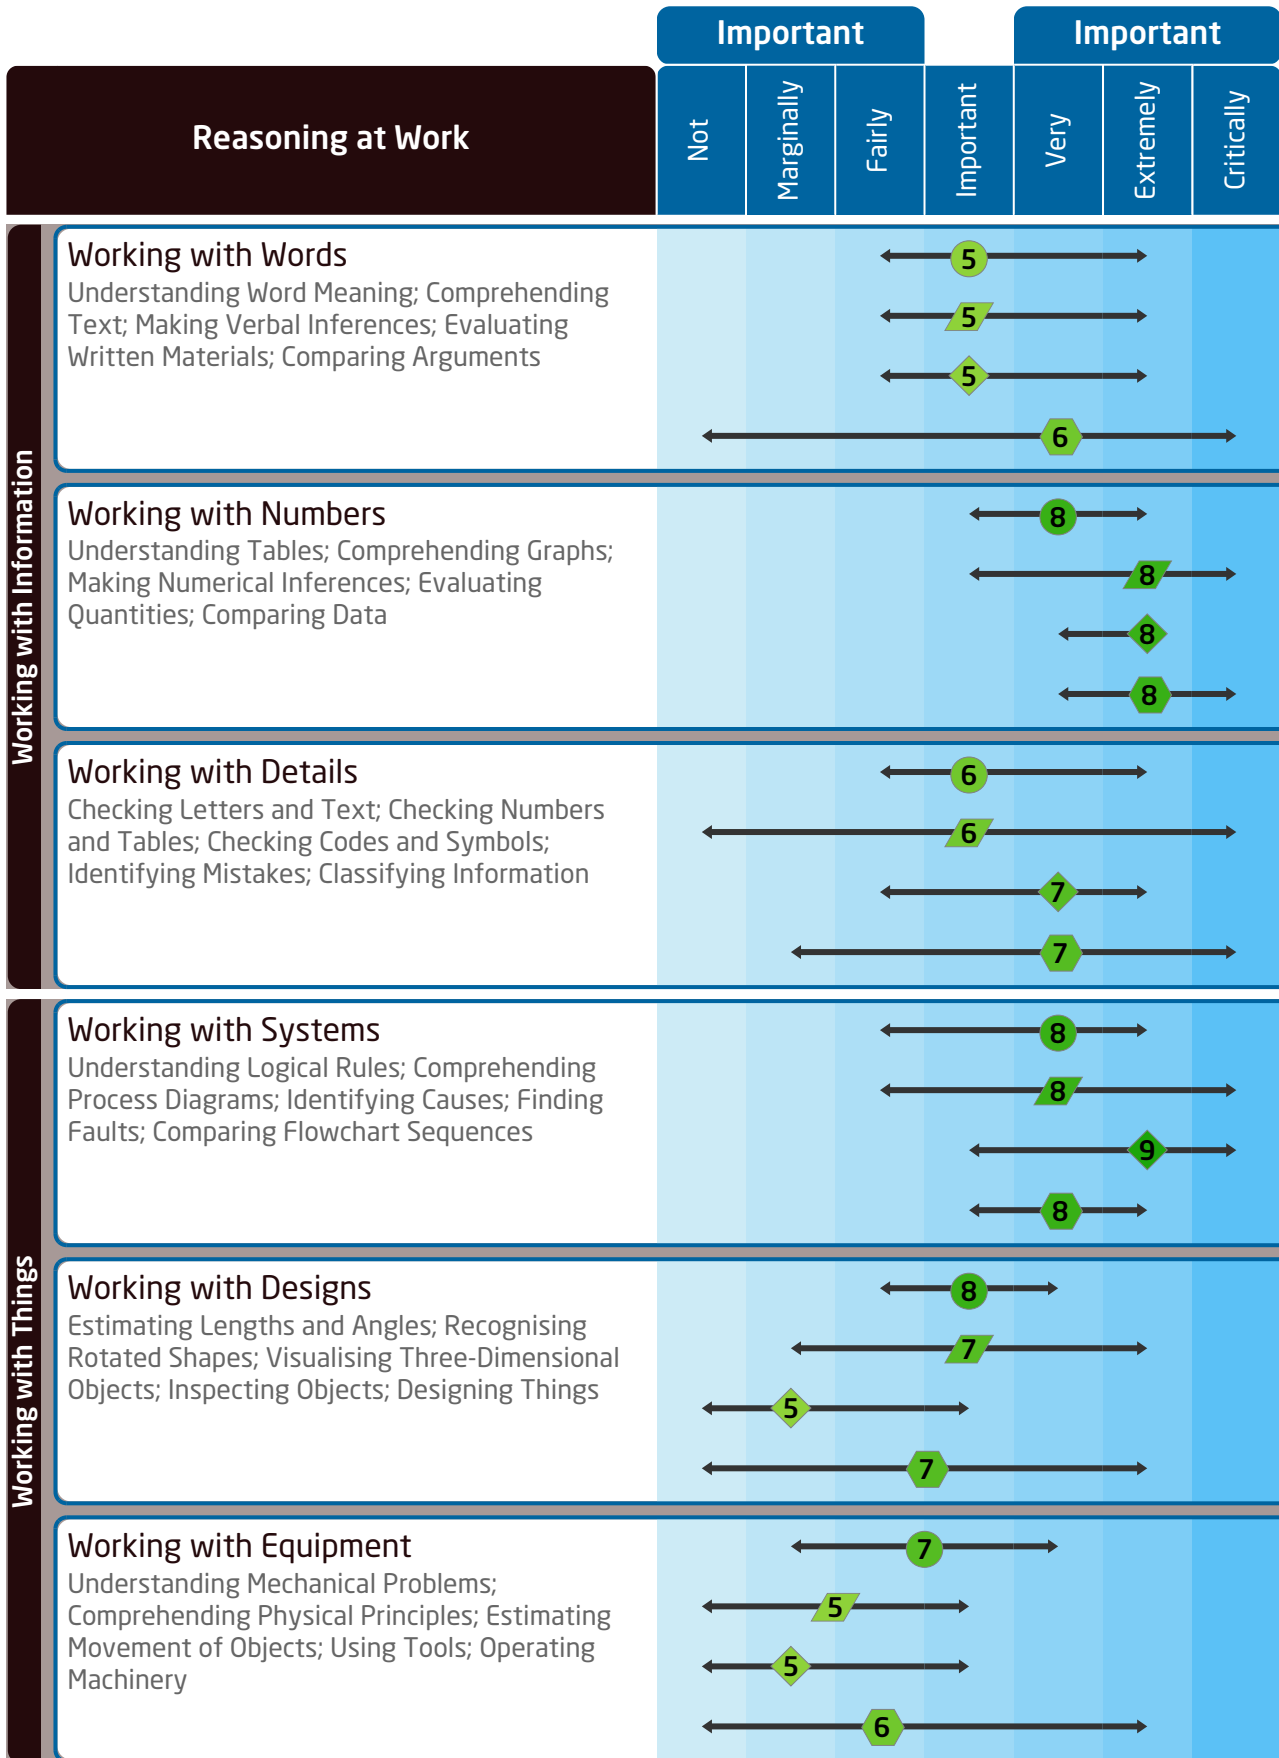 Important
Important
Reasoning at Work
Not
Marginally
Fairly
Important
Very
Extremely
Critically
Working with Information
Working with Words
Understanding Word Meaning; Comprehending
Text; Making Verbal Inferences; Evaluating
Written Materials; Comparing Arguments
5
5
5
6
Working with Numbers
Understanding Tables; Comprehending Graphs;
Making Numerical Inferences; Evaluating
Quantities; Comparing Data
8
8
8
8
Working with Details
Checking Letters and Text; Checking Numbers
and Tables; Checking Codes and Symbols;
Identifying Mistakes; Classifying Information
6
6
7
7
Working with Things
Working with Systems
Understanding Logical Rules; Comprehending
Process Diagrams; Identifying Causes; Finding
Faults; Comparing Flowchart Sequences
8
8
9
8
Working with Designs
Estimating Lengths and Angles; Recognising
Rotated Shapes; Visualising Three-Dimensional
Objects; Inspecting Objects; Designing Things
8
7
5
7
Working with Equipment
Understanding Mechanical Problems;
Comprehending Physical Principles; Estimating
Movement of Objects; Using Tools; Operating
Machinery
7
5
5
6